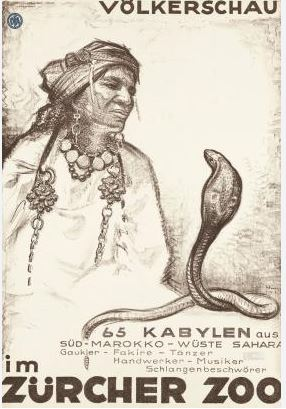 VÖLKERSCHAU
65 KABYLEN aus
SÜD-MAROKKO-WÜSTE SAHARA
Gaukler - Fakire - Tänzer
Handwerker - Musiker
Schlangenbeschwörer
im
ZÜRCHER ZOO